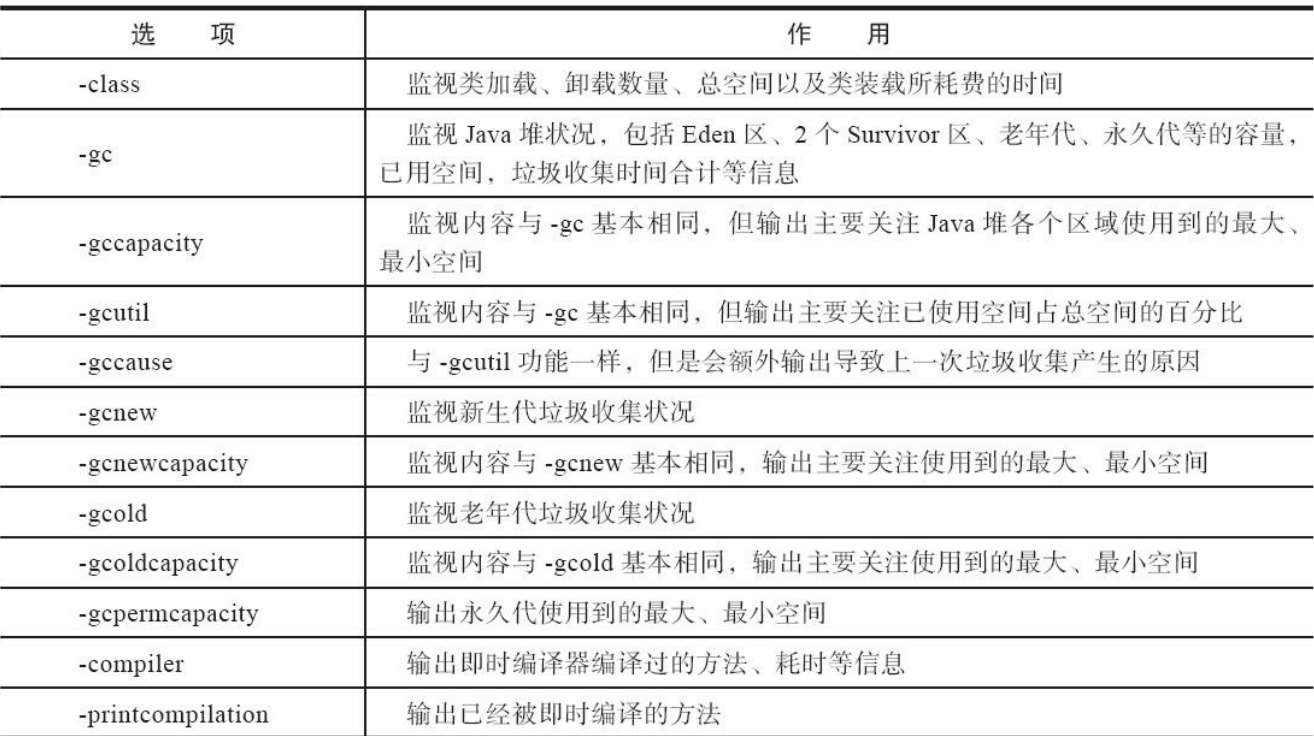 选 项 作 用
-class 监视类加载、卸载数量、总空间以及类装载所耗费的时间
-gc 监视 Java 堆状况，包括 Eden 区、2 个 Survivor 区、老年代、永久代等的容量，
已用空间，垃圾收集时间合计等信息
-gccapacity 监视内容与 -gc 基本相同，但输出主要关注 Java 堆各个区域使用到的最大、
最小空间
-gcutil 监视内容与 -gc 基本相同，但输出主要关注已使用空间占总空间的百分比
-gccause 与 -gcutil 功能一样，但是会额外输出导致上一次垃圾收集产生的原因
-gcnew 监视新生代垃圾收集状况
-gcnewcapacity 监视内容与 -gcnew 基本相同，输出主要关注使用到的最大、最小空间
-gcold 监视老年代垃圾收集状况
-gcoldcapacity 监视内容与 -gcold 基本相同，输出主要关注使用到的最大、最小空间
-gcpermcapacity 输出永久代使用到的最大、最小空间
-compiler 输出即时编译器编译过的方法、耗时等信息
-printcompilation 输出已经被即时编译的方法